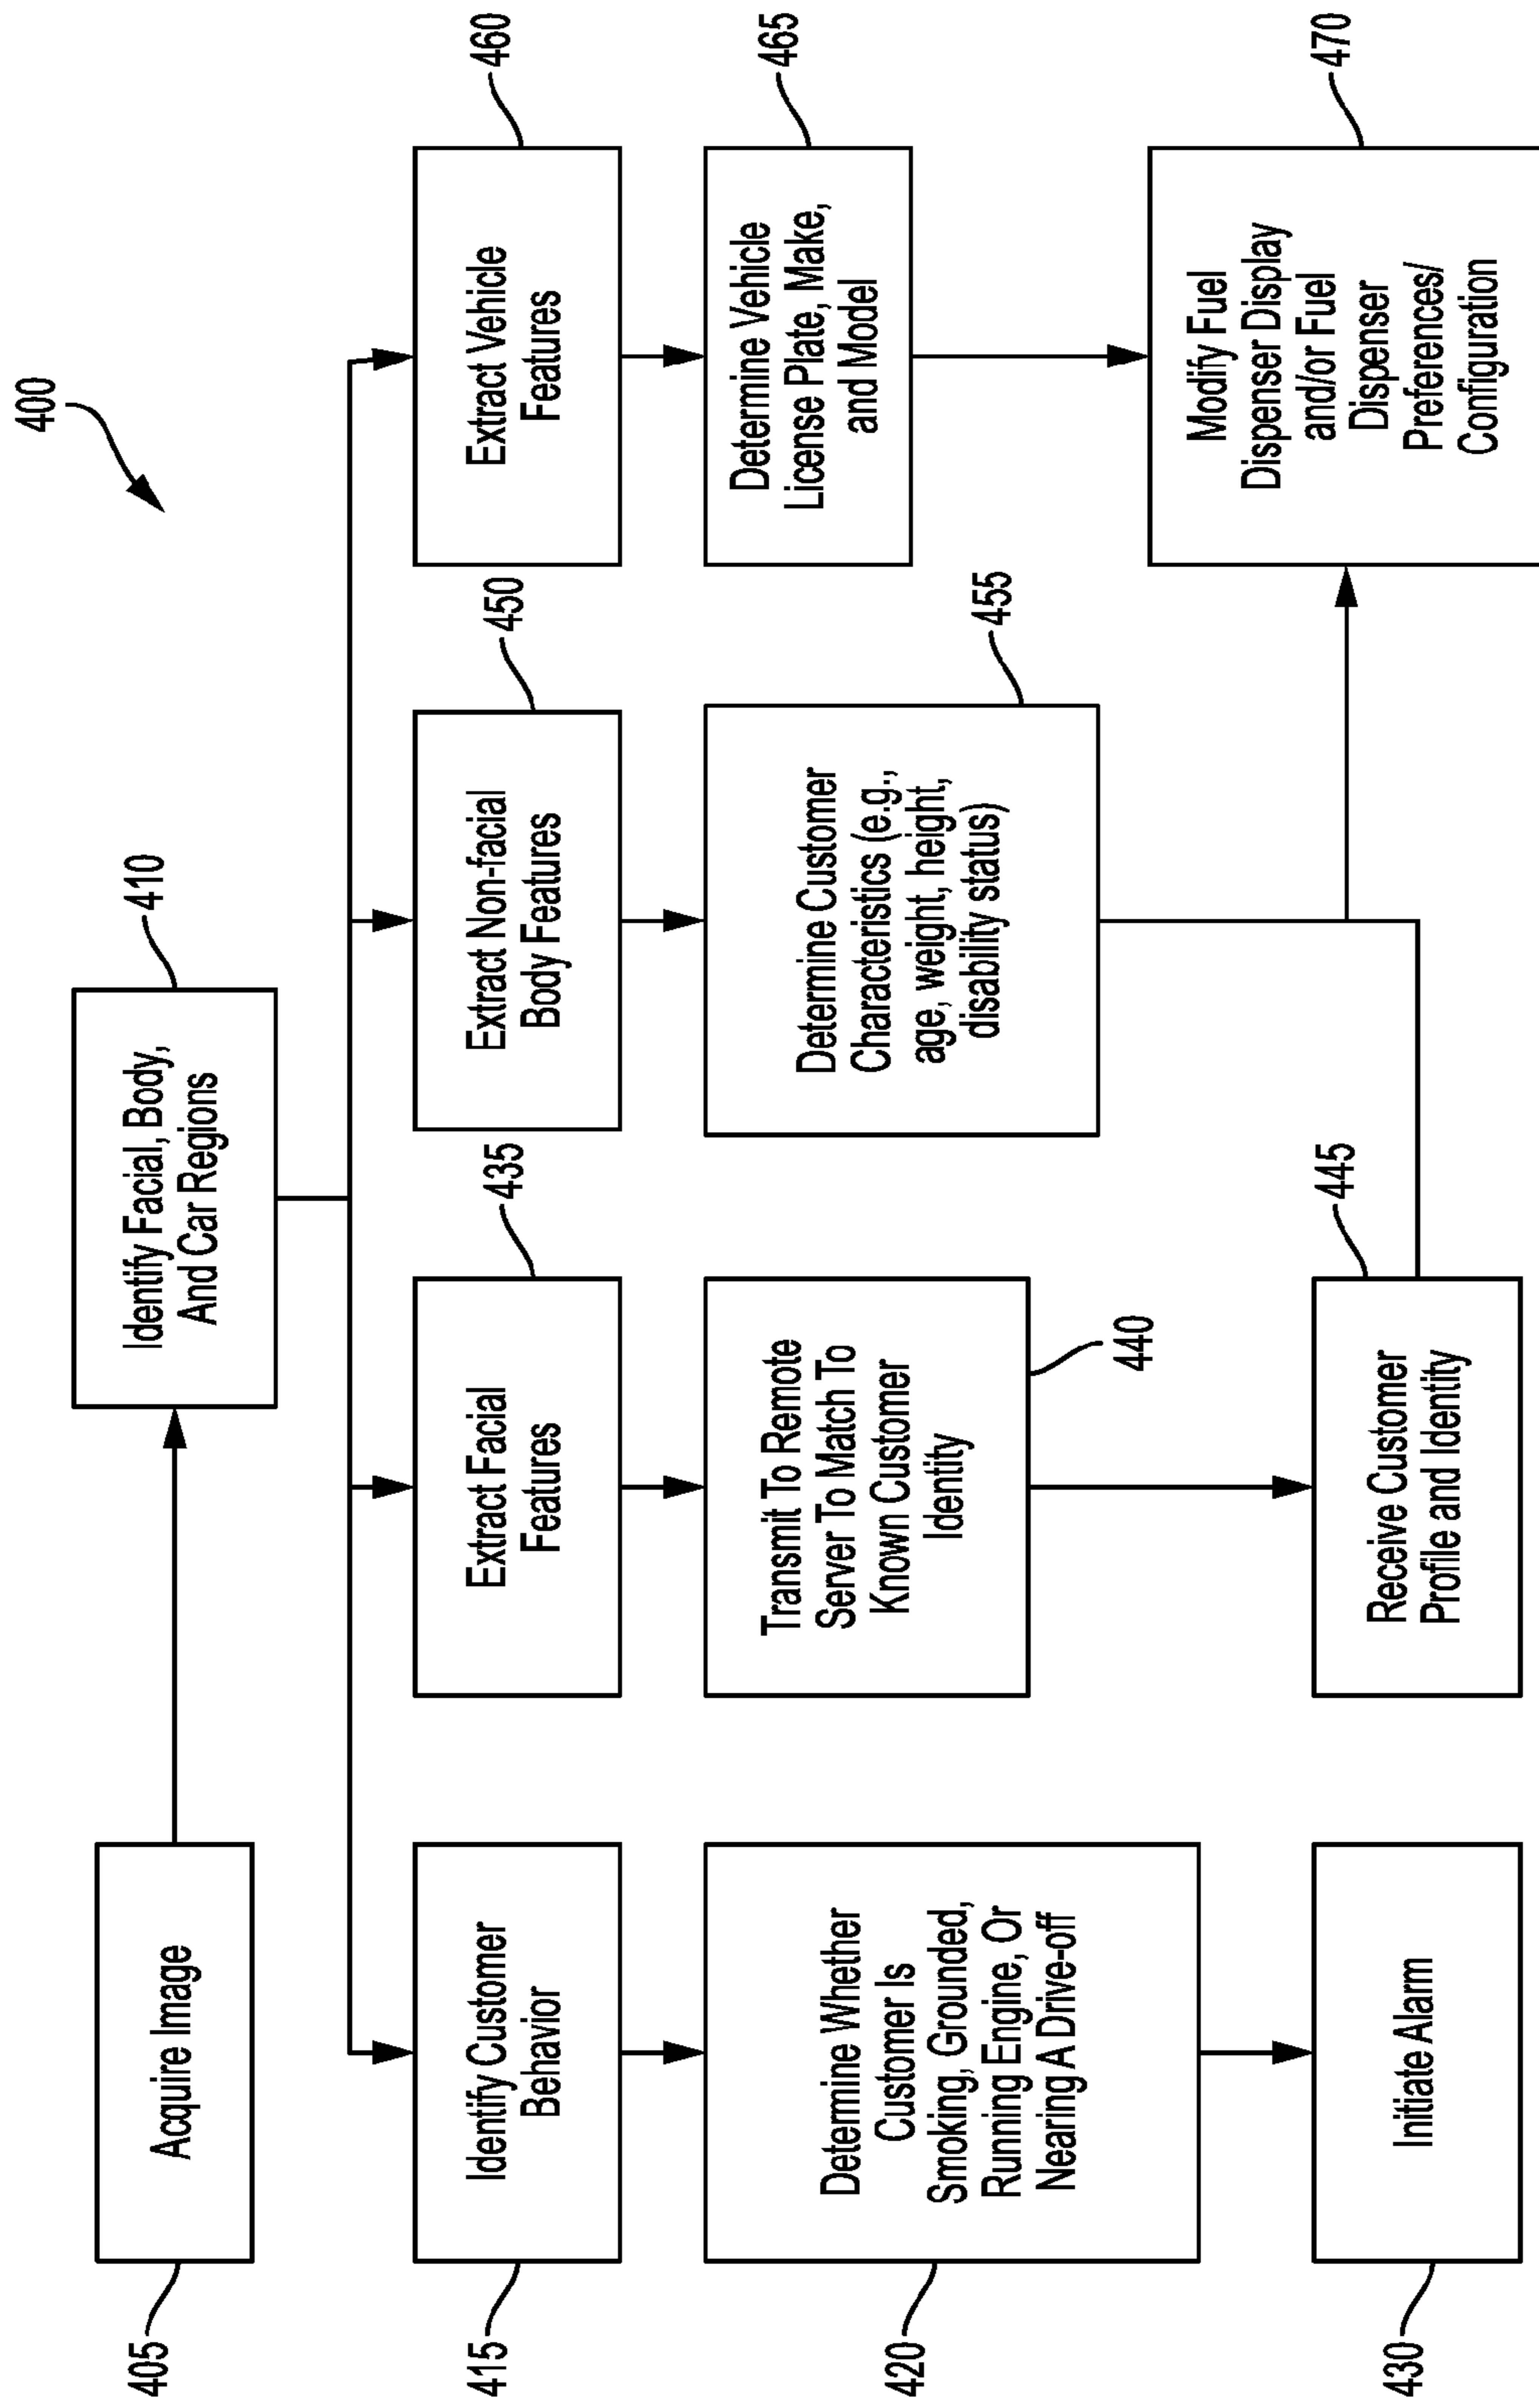 400
405
Acquire Image
Identify Facial, Body,
And Car Regions
410
415
Identify Customer
Behavior
Extract Facial
Features
435
Extract Non-facial
Body Features
450
Extract Vehicle
Features
460
420
Determine Whether
Customer Is
Smoking, Grounded,
Running Engine, Or
Nearing A Drive-off
Transmit To Remote
Server To Match To
Known Customer
Identity
440
Determine Customer
Characteristics (e.g.,
age, weight, height,
disability status)
455
Determine Vehicle
License Plate, Make,
and Model
465
430
Initiate Alarm
Receive Customer
Profile and Identity
445
Modify Fuel
Dispenser Display
and/or Fuel
Dispenser
Preferences/
Configuration
470